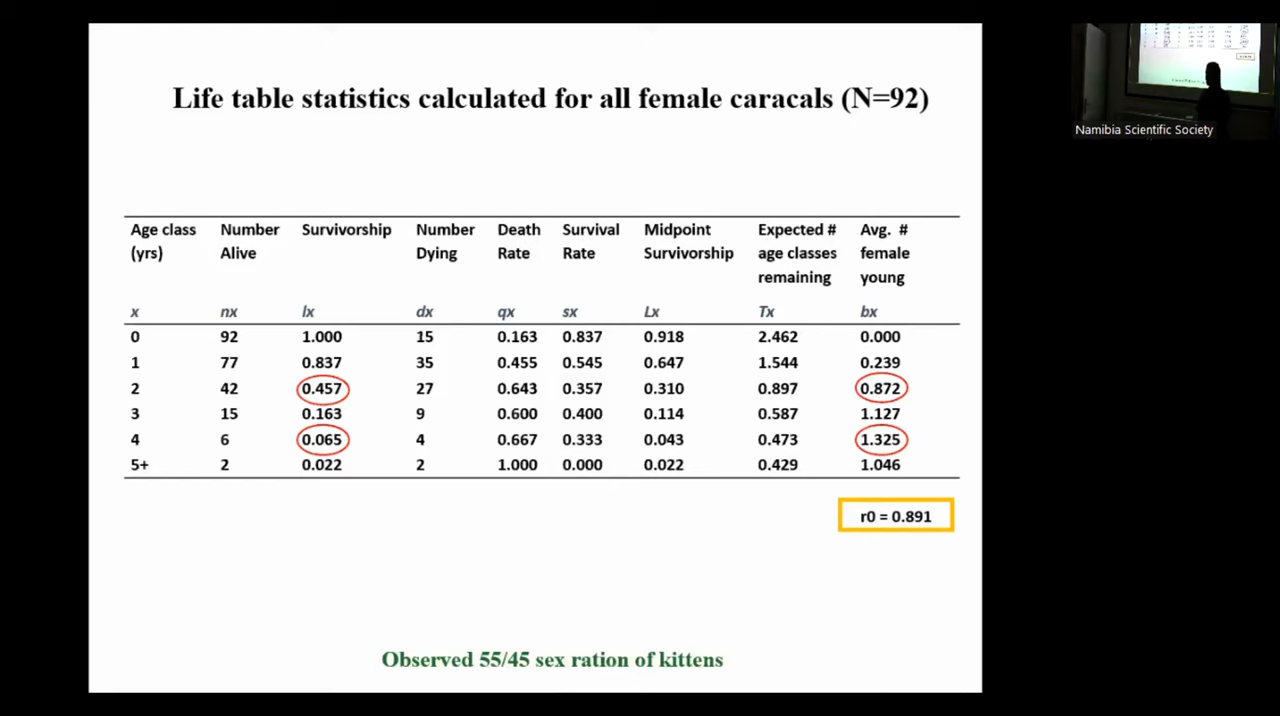 Life table statistics calculated for all female caracals (N=92)
Namibia Scientific Society
Age class Number Survivorship Number Death Survival Midpoint Expected # Avg. #
(yrs) Alive Dying Rate Rate Survivorship age classes female
remaining young
x nx lx dx qx sx Lx Tx bx
0 92 1.000 15 0.163 0.837 0.918 2.462 0.000
1 77 0.837 35 0.455 0.545 0.647 1.544 0.239
2 42 0.457 27 0.643 0.357 0.310 0.897 0.872
3 15 0.163 9 0.600 0.400 0.114 0.587 1.127
4 6 0.065 4 0.667 0.333 0.043 0.473 1.325
5+ 2 0.022 2 1.000 0.000 0.022 0.429 1.046
r0 = 0.891
Observed 55/45 sex ration of kittens